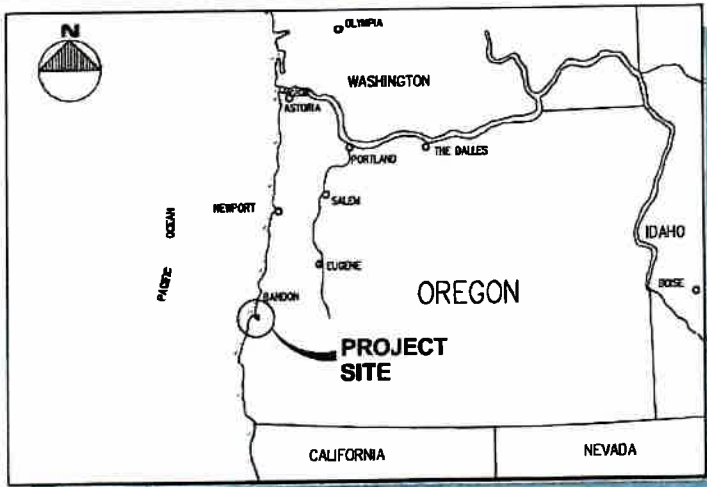 N
OLYMPIA
WASHINGTON
ASTORIA
PORTLAND
THE DALLES
SALEM
NEWPORT
PACIFIC OCEAN
IDAHO
EUGENE
BOISE
OREGON
BANDON
PROJECT
SITE
CALIFORNIA
NEVADA